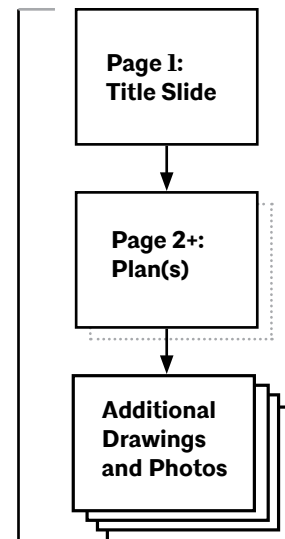 Page 1:
Title Slide
Page 2+:
Plan(s)
Additional
Drawings
and Photos